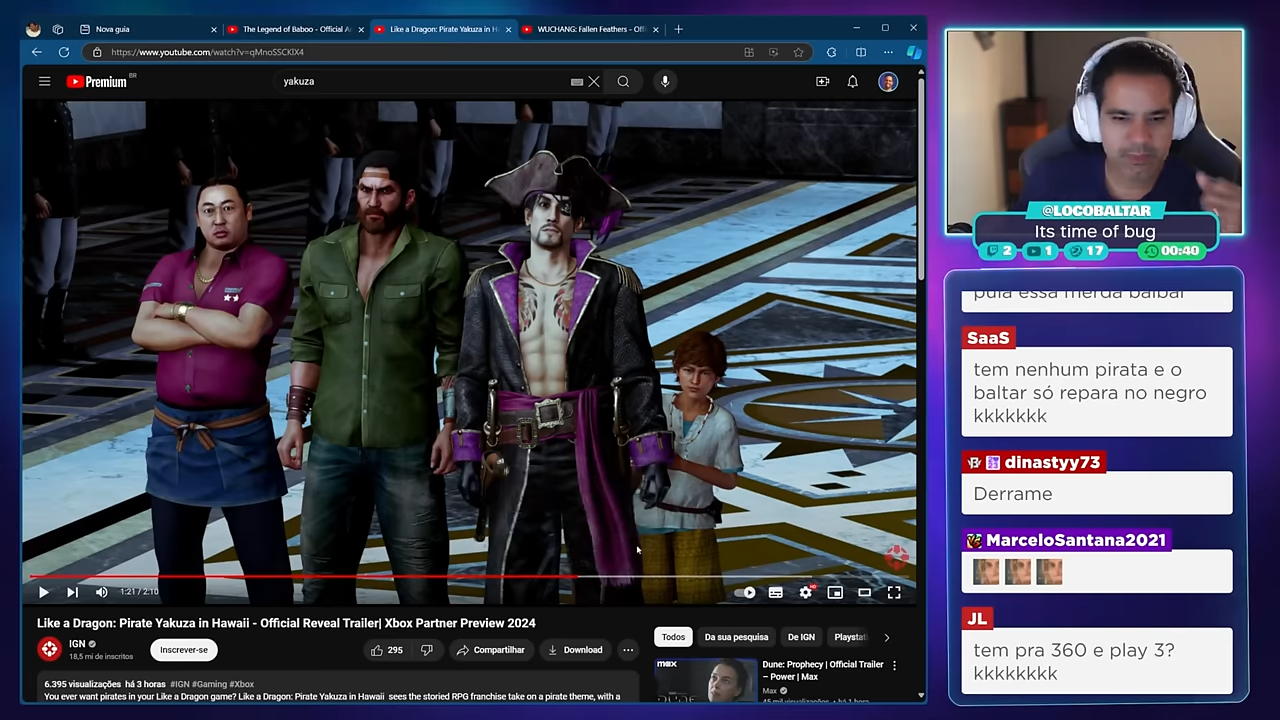 Nova guia
The Legend of Baboo - Official A
Like a Dragon: Pirate Yakuza in H
WUCHANG: Fallen Feathers - Offi
https://www.youtube.com/watch?v=qMnoSSCKIX4
Premium BR
yakuza
1:21 / 2:10
HD
Like a Dragon: Pirate Yakuza in Hawaii - Official Reveal Trailer| Xbox Partner Preview 2024
IGN
18,5 mi de inscritos
Inscrever-se
295
Compartilhar
Download
6.395 visualizações há 3 horas #IGN #Gaming #Xbox
You ever want pirates in your Like a Dragon game? Like a Dragon: Pirate Yakuza in Hawaii sees the storied RPG franchise take on a pirate theme, with a
Todos
Da sua pesquisa
De IGN
Playstat
max
Dune: Prophecy | Official Trailer
– Power | Max
Max
@LOCOBALTAR
Its time of bug
2
1
17
00:40
pula essa merda balbar
SaaS
tem nenhum pirata e o
baltar só repara no negro
kkkkkkk
dinastyy73
Derrame
MarceloSantana2021
JL
tem pra 360 e play 3?
kkkkkkkk